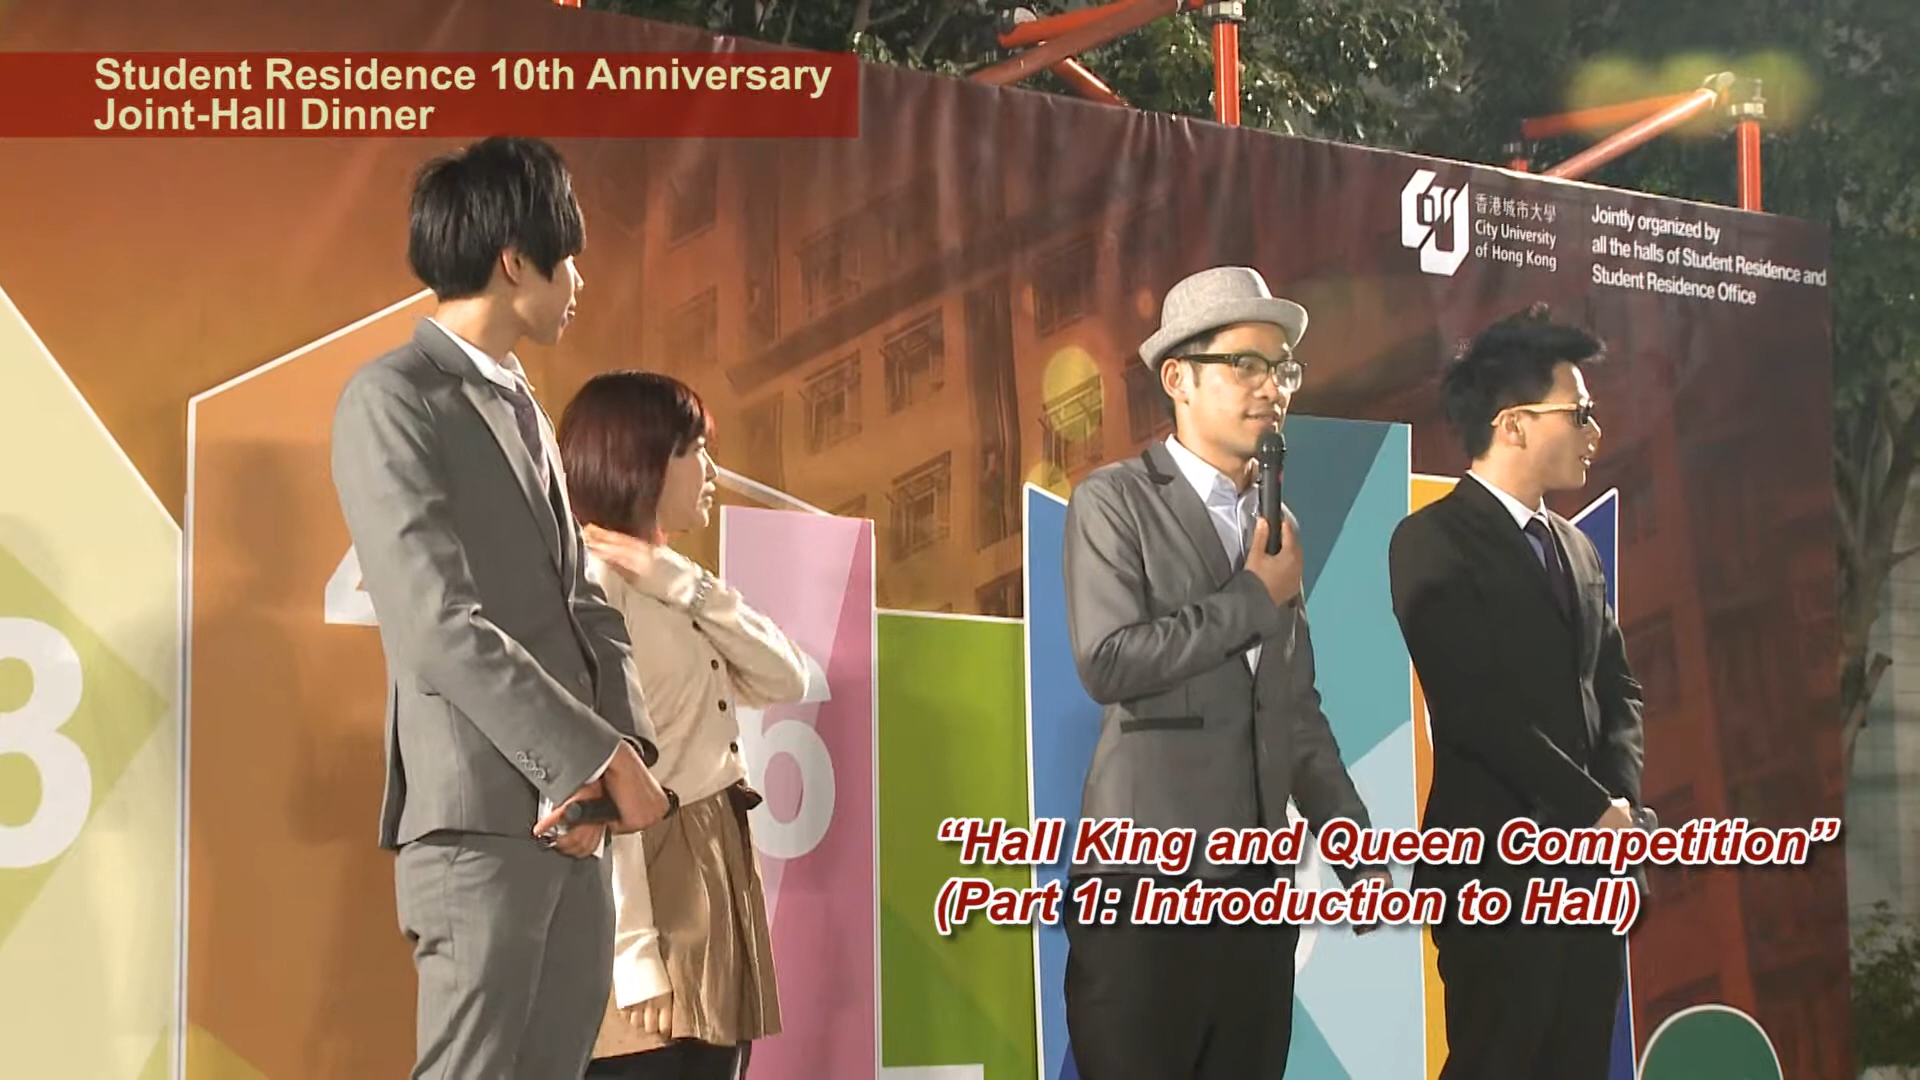 Student Residence 10th Anniversary
Joint-Hall Dinner
香港城市大學
City University
of Hong Kong
Jointly organized by
all the halls of Student Residence and
Student Residence Office
3
6
“Hall King and Queen Competition”
(Part 1: Introduction to Hall)